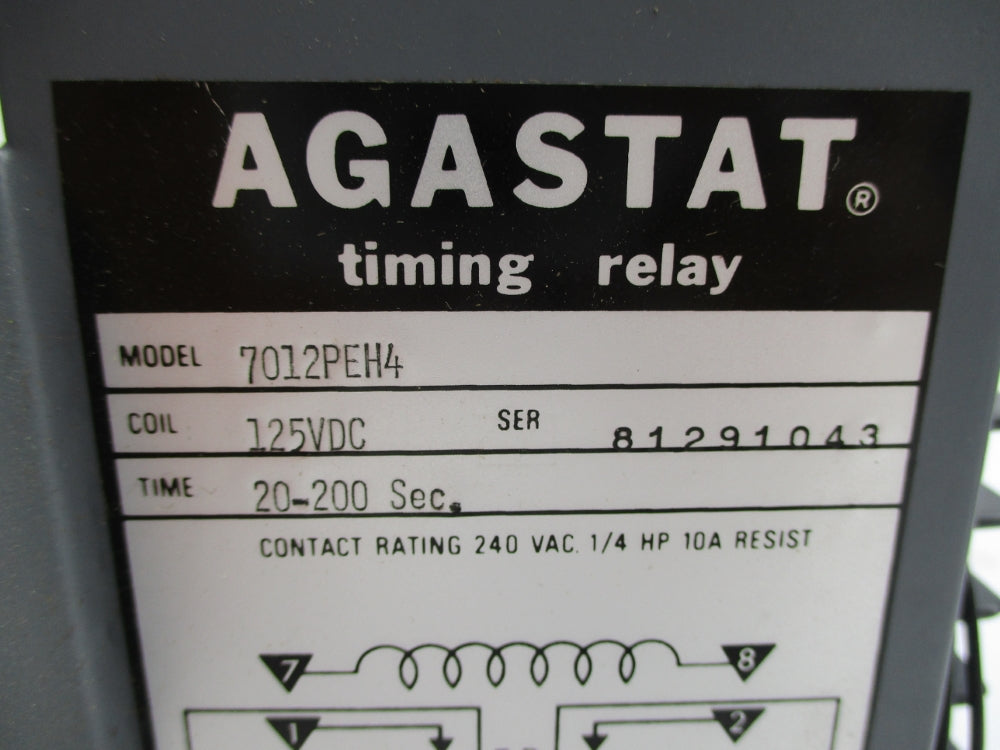 AGASTAT®
timing relay
MODEL 7012PEH4
COIL 125VDC SER 81291043
TIME 20-200 Sec.
CONTACT RATING 240 VAC. 1/4 HP 10A RESIST
7 8
1 2